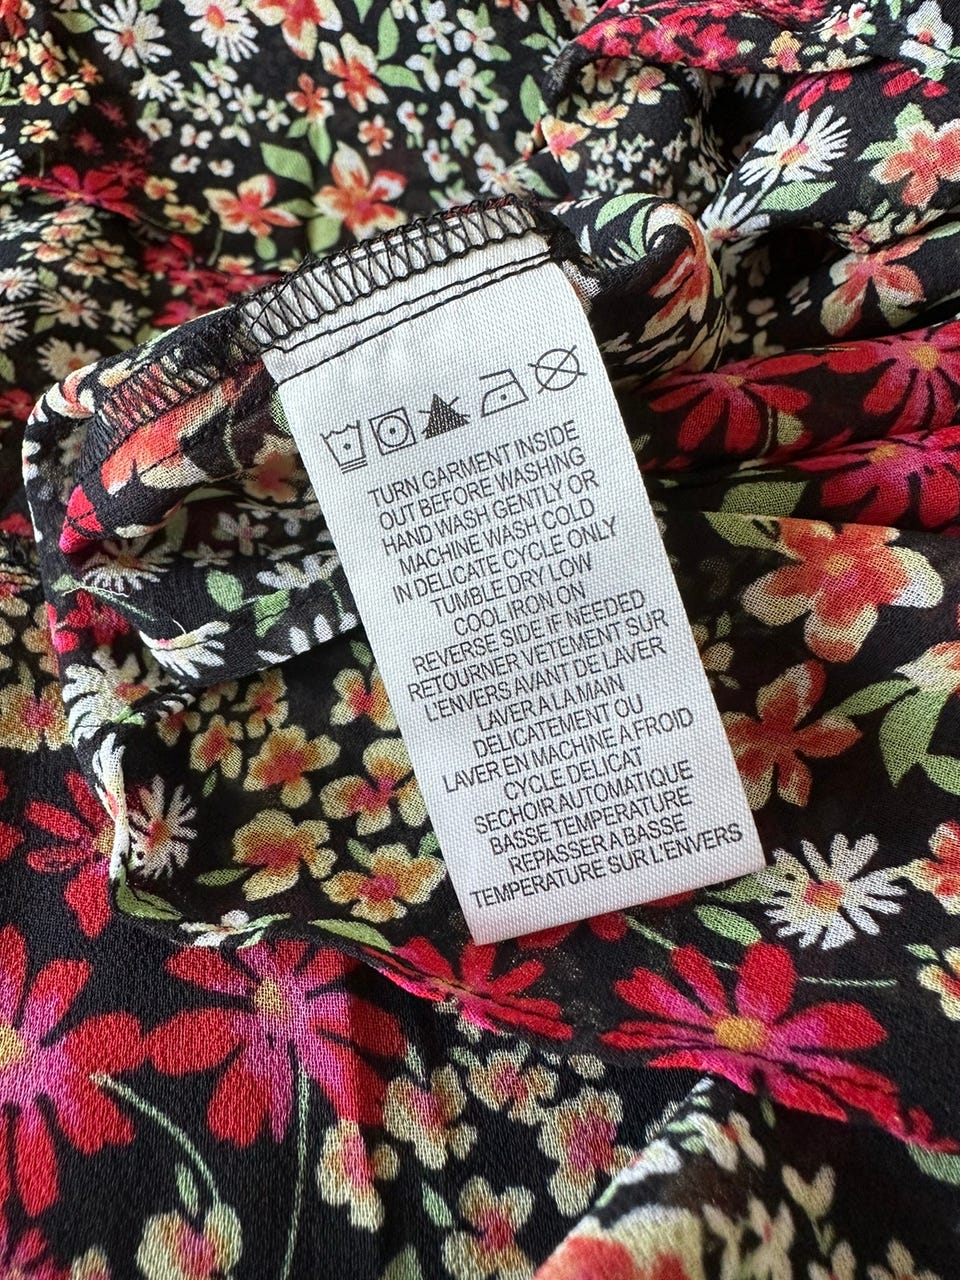 TURN GARMENT INSIDE
OUT BEFORE WASHING
HAND WASH GENTLY OR
MACHINE WASH COLD
IN DELICATE CYCLE ONLY
TUMBLE DRY LOW
COOL IRON ON
REVERSE SIDE IF NEEDED
RETOURNER VETEMENT SUR
L'ENVERS AVANT DE LAVER
LAVER A LA MAIN
DELICATEMENT OU
LAVER EN MACHINE A FROID
CYCLE DELICAT
SECHOIR AUTOMATIQUE
BASSE TEMPERATURE
REPASSER A BASSE
TEMPERATURE SUR L'ENVERS